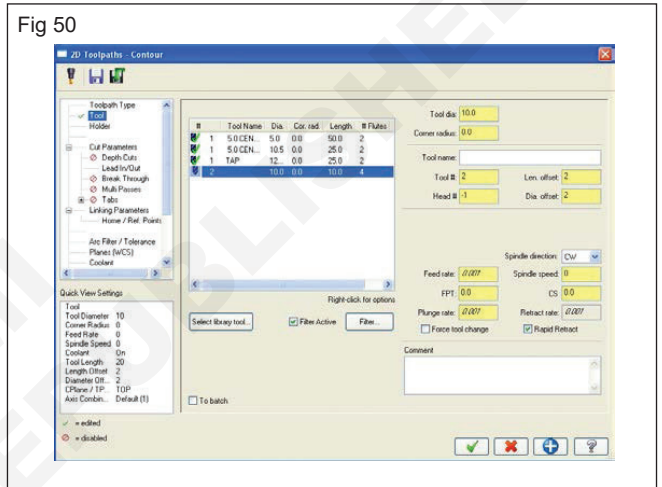 Fig 50
2D Toolpaths - Contour
Toolpath Type
Tool
Holder
Cut Parameters
Depth Cuts
Lead In/Out
Break Through
Multi Passes
Tabs
Linking Parameters
Home / Ref. Points
Arc Filter / Tolerance
Planes (WCS)
Coolant
Quick View Settings
Tool
Tool Diameter 10
Corner Radius 0
Feed Rate 0
Spindle Speed 0
Coolant On
Tool Length 20
Length Offset 2
Diameter Off... 2
CPlane / TP... TOP
Axis Combin... Default (1)
= edited
= disabled
# Tool Name Dia. Cor. rad. Length # Flutes
1 5.0 CEN... 5.0 0.0 50.0 2
1 5.0 CEN... 10.5 0.0 25.0 2
1 TAP 12... 0.0 25.0 2
2 10.0 0.0 10.0 4
Right-click for options
Select library tool...
Filter Active
Filter...
To batch
Tool dia: 10.0
Corner radius: 0.0
Tool name:
Tool #: 2 Len. offset: 2
Head # -1 Dia. offset: 2
Spindle direction: CW
Feed rate: 0.001 Spindle speed: 0
FPT: 0.0 CS 0.0
Plunge rate: 0.001 Retract rate: 0.001
Force tool change Rapid Retract
Comment